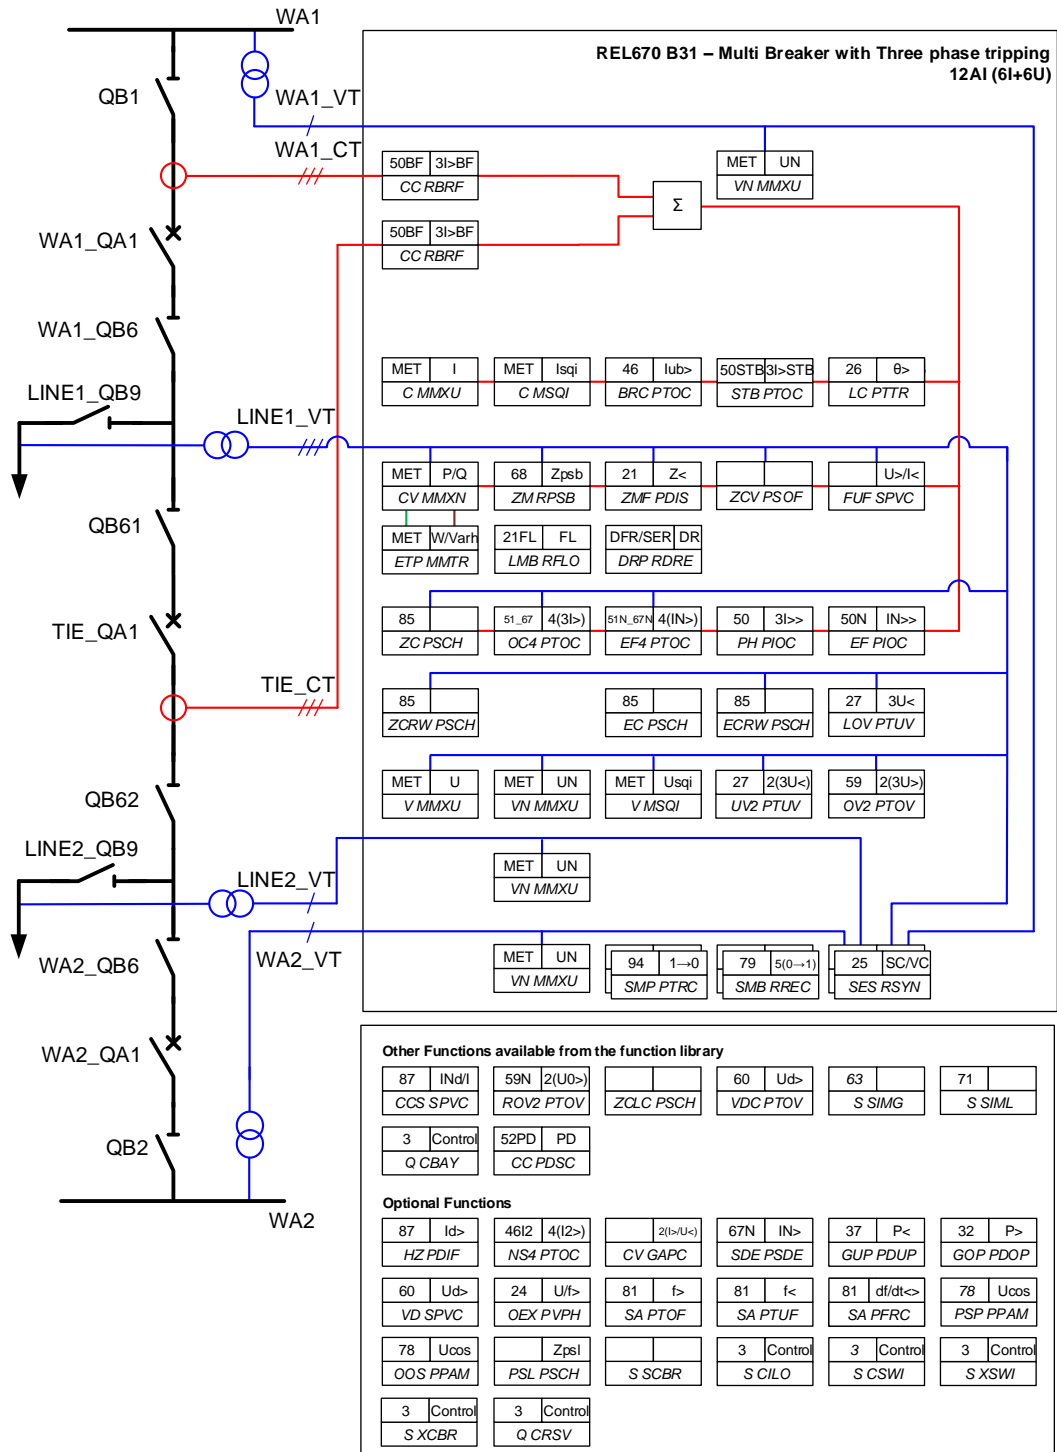 WA1
REL670 B31 – Multi Breaker with Three phase tripping
12AI (6I+6U)
QB1
WA1_VT
WA1_CT
50BF 3I>BF
CC RBRF
MET UN
VN MMXU
Σ
WA1_QA1
50BF 3I>BF
CC RBRF
WA1_QB6
MET I
C MMXU
MET Isqi
C MSQI
46 Iub>
BRC PTOC
50STB 3I>STB
STB PTOC
26 θ>
LC PTTR
LINE1_QB9
LINE1_VT
MET P/Q
CV MMXN
68 Zpsb
ZM RPSB
21 Z<
ZMF PDIS
ZCV PSOF
U>/I<
FUF SPVC
QB61
MET W/Varh
ETP MMTR
21FL FL
LMB RFLO
DFR/SER DR
DRP RDRE
TIE_QA1
85
ZC PSCH
51_67 4(3I>)
OC4 PTOC
51N_67N 4(IN>)
EF4 PTOC
50 3I>>
PH PIOC
50N IN>>
EF PIOC
TIE_CT
85
ZCRW PSCH
85
EC PSCH
85
ECRW PSCH
27 3U<
LOV PTUV
QB62
MET U
V MMXU
MET UN
VN MMXU
MET Usqi
V MSQI
27 2(3U<)
UV2 PTUV
59 2(3U>)
OV2 PTOV
LINE2_QB9
LINE2_VT
MET UN
VN MMXU
WA2_VT
WA2_QB6
MET UN
VN MMXU
94 1→0
SMP PTRC
79 5(0→1)
SMB RREC
25 SC/VC
SES RSYN
WA2_QA1
QB2
WA2
Other Functions available from the function library
87 INd/I
CCS SPVC
59N 2(U0>)
ROV2 PTOV
ZCLC PSCH
60 Ud>
VDC PTOV
63
S SIMG
71
S SIML
3 Control
Q CBAY
52PD PD
CC PDSC
Optional Functions
87 Id>
HZ PDIF
46I2 4(I2>)
NS4 PTOC
2(I>/U<)
CV GAPC
67N IN>
SDE PSDE
37 P<
GUP PDUP
32 P>
GOP PDOP
60 Ud>
VD SPVC
24 U/f>
OEX PVPH
81 f>
SA PTOF
81 f<
SA PTUF
81 df/dt<>
SA PFRC
78 Ucos
PSP PPAM
78 Ucos
OOS PPAM
Zpsl
PSL PSCH
S SCBR
3 Control
S CILO
3 Control
S CSWI
3 Control
S XSWI
3 Control
S XCBR
3 Control
Q CRSV